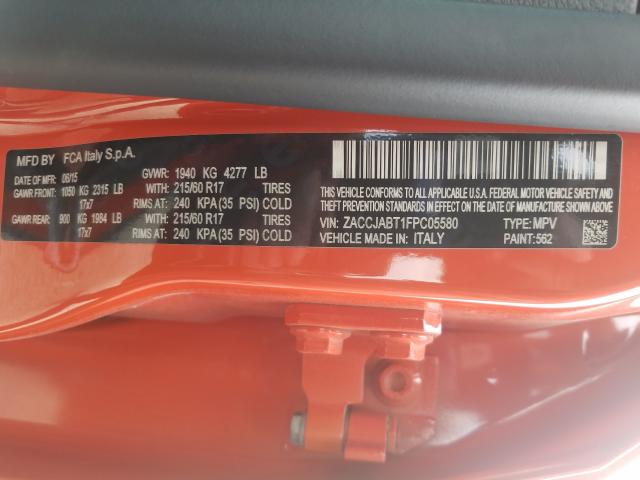 MFD BY FCA Italy S.p.A.
DATE OF MFR 06/15 GVWR: 1940 KG 4277 LB
GAWR FRONT: 1050 KG 2315 LB WITH: 215/60 R17 TIRES
17x7 RIMS AT: 240 KPA (35 PSI) COLD
GAWR REAR: 900 KG 1984 LB WITH: 215/60 R17 TIRES
17x7 RIMS AT: 240 KPA (35 PSI) COLD
THIS VEHICLE CONFORMS TO ALL APPLICABLE U.S.A. FEDERAL MOTOR VEHICLE SAFETY AND
THEFT PREVENTION STANDARDS IN EFFECT ON THE DATE OF MANUFACTURE SHOWN ABOVE
VIN: ZACCJABT1FPC05580 TYPE: MPV
VEHICLE MADE IN: ITALY PAINT: 562